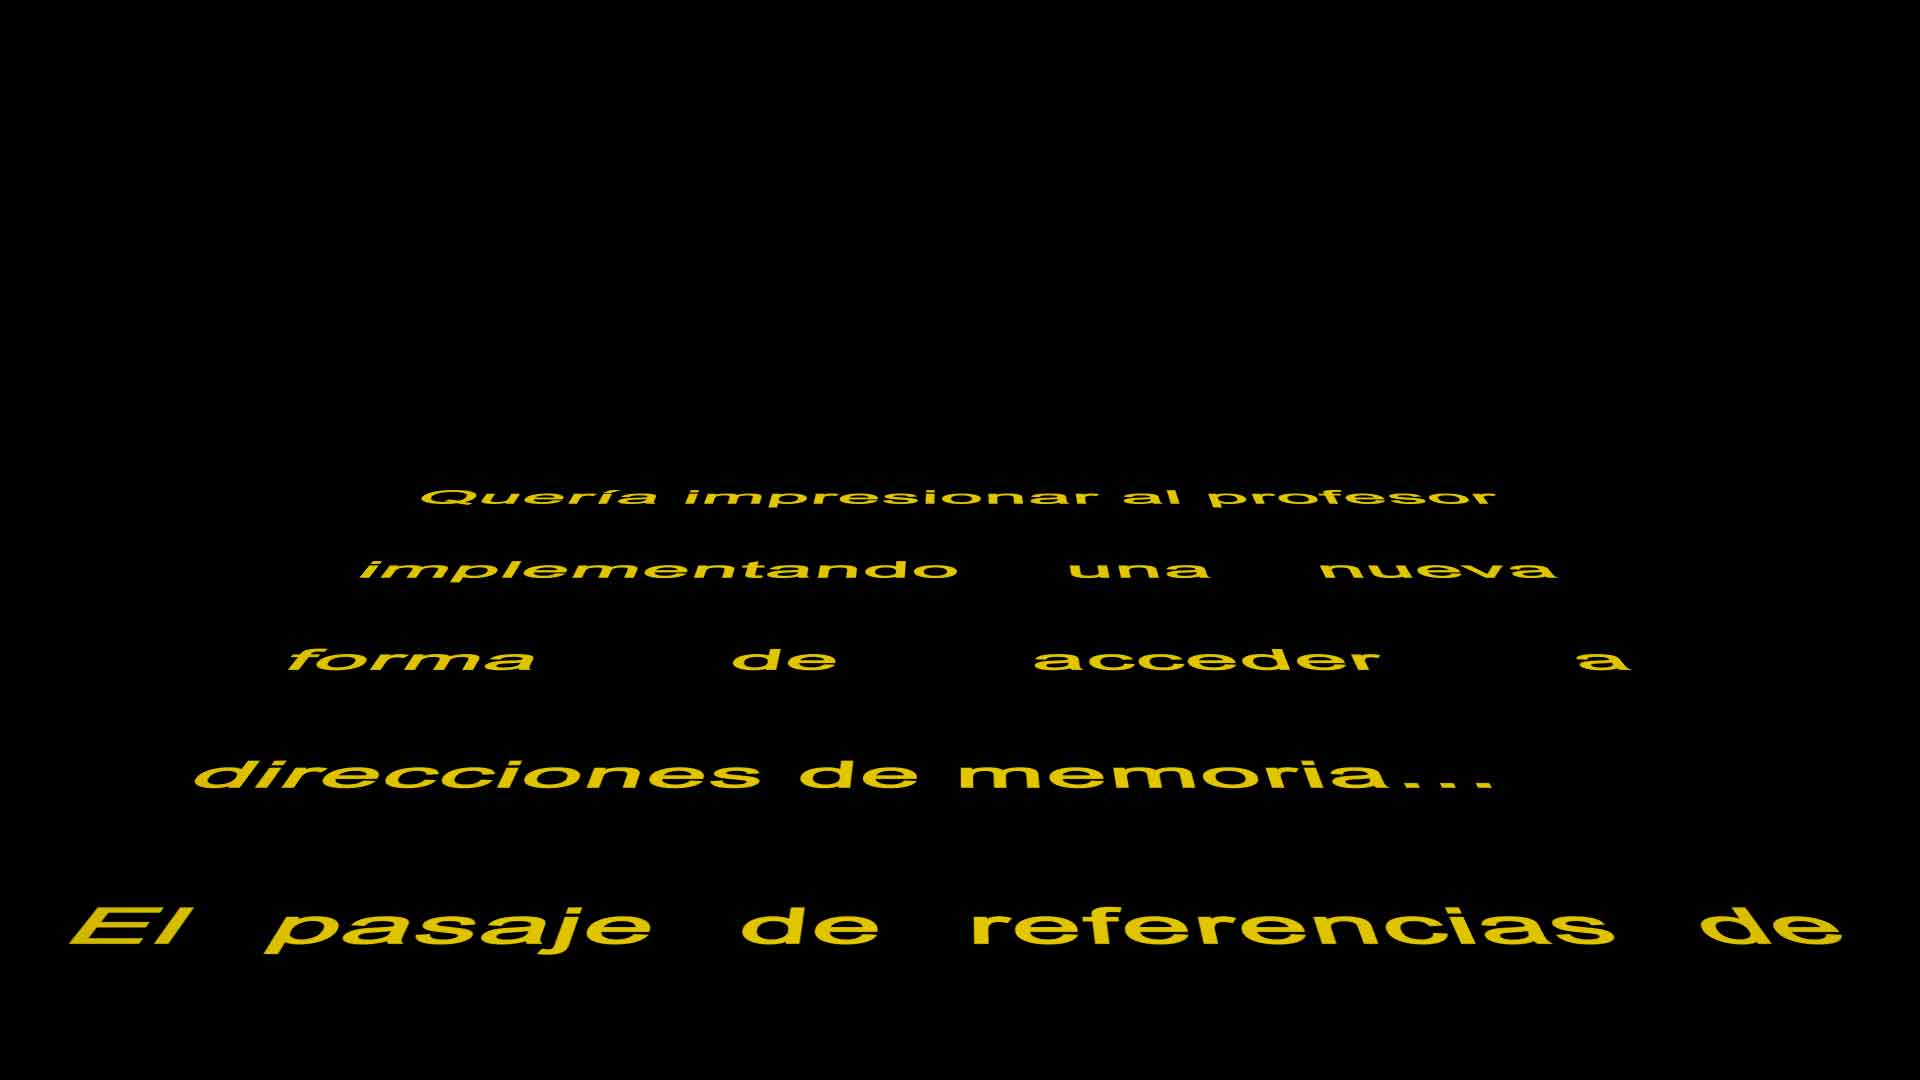 Quería impresionar al profesor
implementando una nueva
forma de acceder a
direcciones de memoria...
El pasaje de referencias de